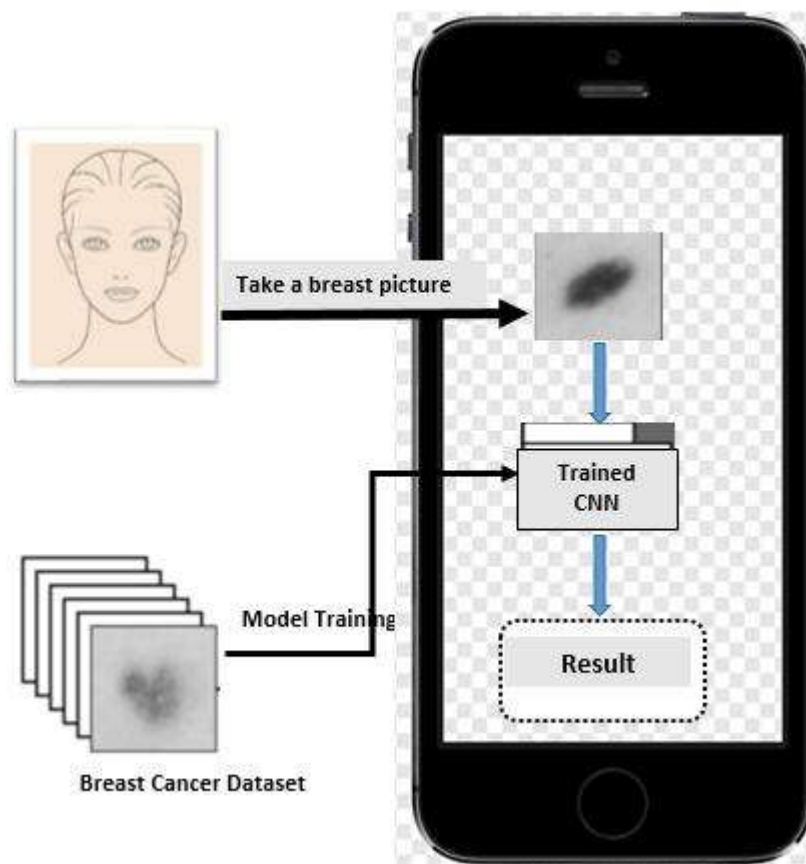 Take a breast picture
Trained
CNN
Model Training
Result
Breast Cancer Dataset